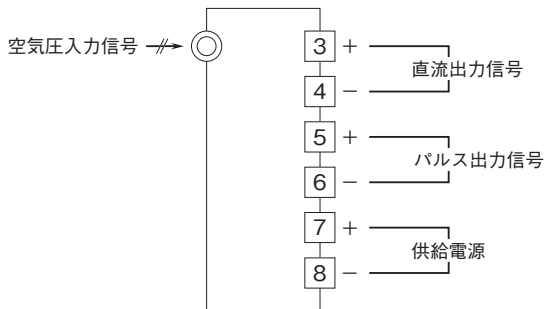 空気圧入力信号
3 +
直流出力信号
4 −
5 +
パルス出力信号
6 −
7 +
供給電源
8 −